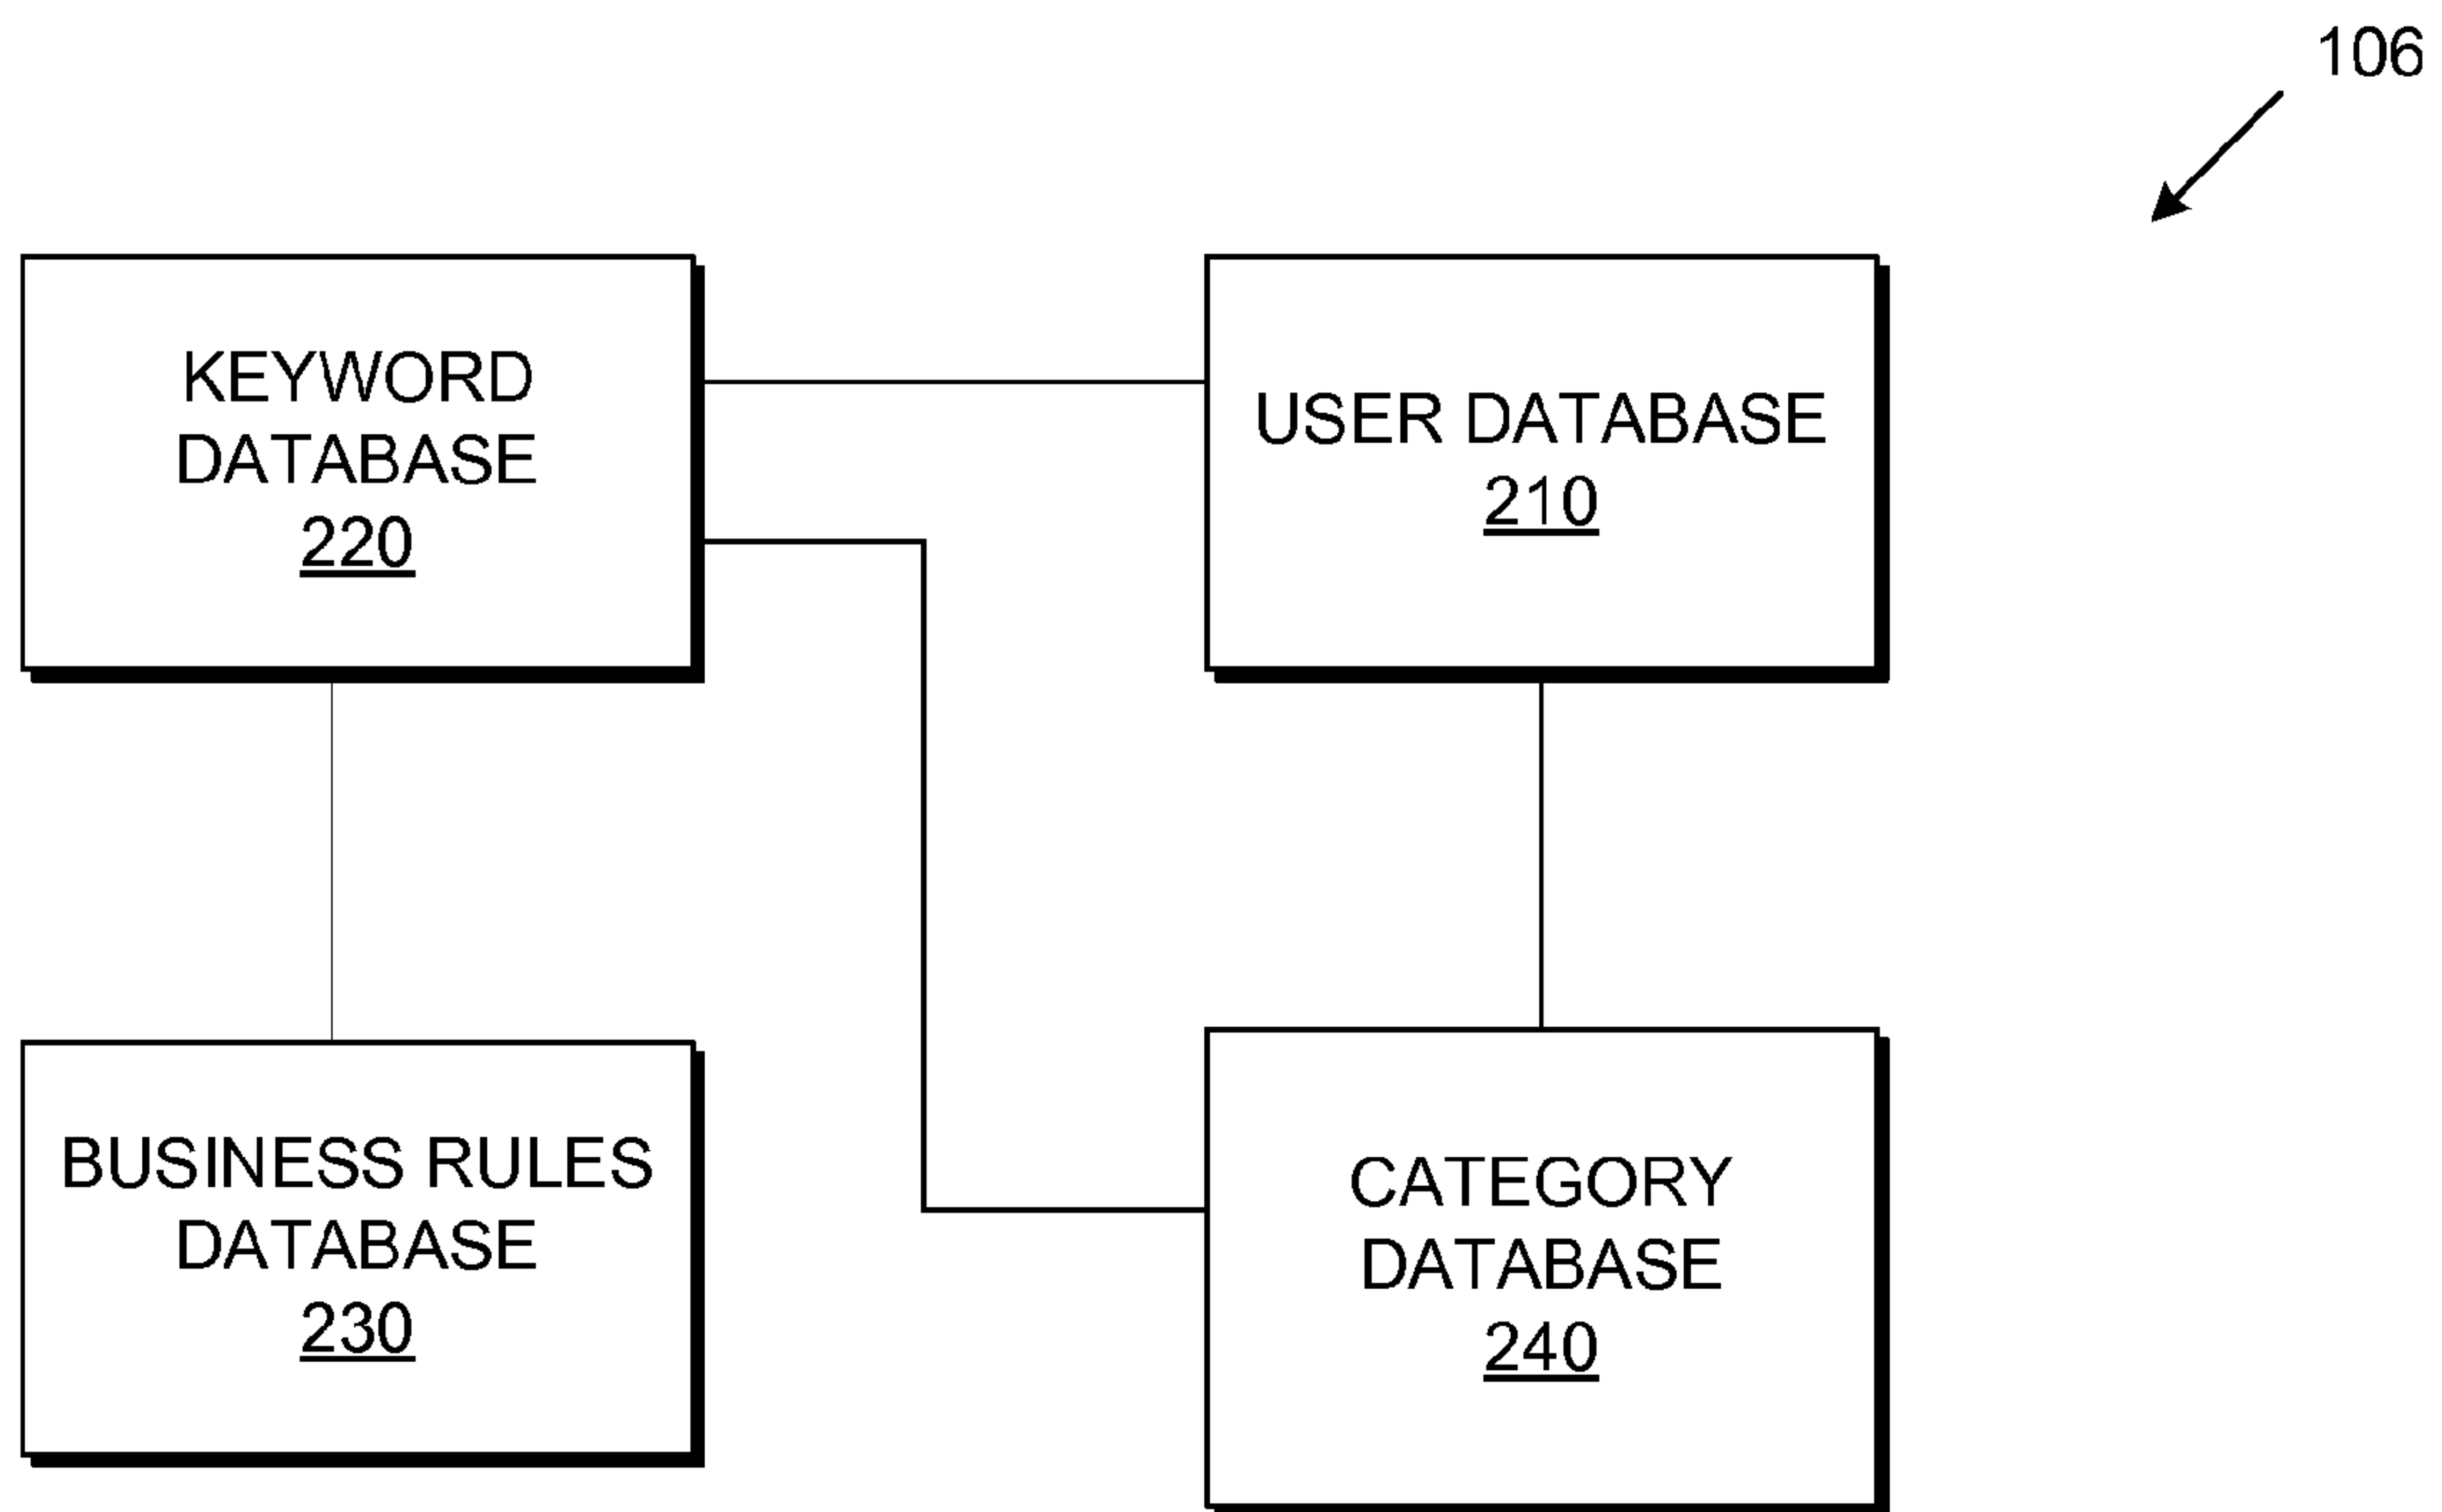 106
KEYWORD
DATABASE
220
USER DATABASE
210
BUSINESS RULES
DATABASE
230
CATEGORY
DATABASE
240